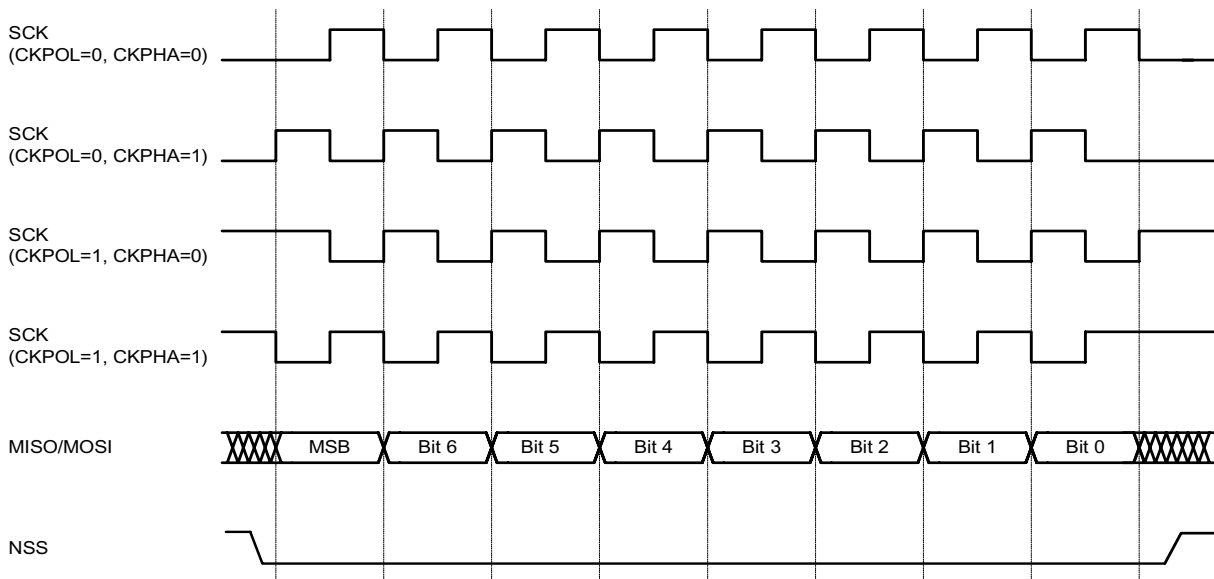 SCK
(CKPOL=0, CKPHA=0)
SCK
(CKPOL=0, CKPHA=1)
SCK
(CKPOL=1, CKPHA=0)
SCK
(CKPOL=1, CKPHA=1)
MISO/MOSI
MSB Bit 6 Bit 5 Bit 4 Bit 3 Bit 2 Bit 1 Bit 0
NSS